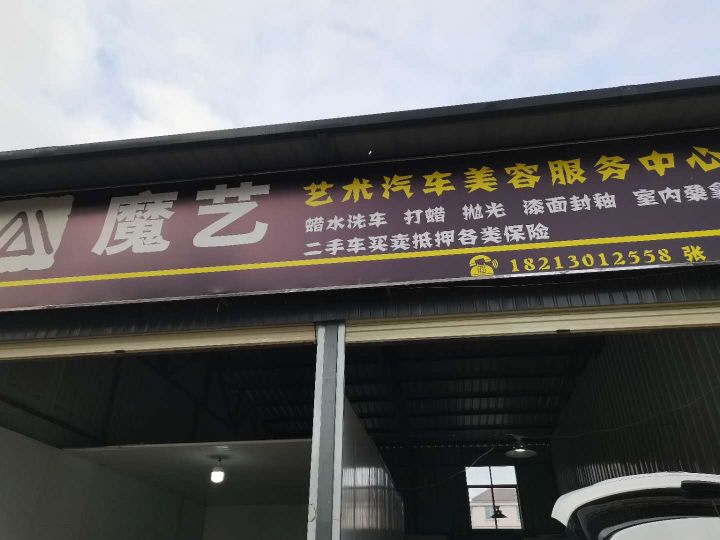 魔艺
艺术汽车美容服务中心
蜡水洗车 打蜡 抛光 漆面封釉 室内桑拿
二手车买卖抵押各类保险
18213012558 张